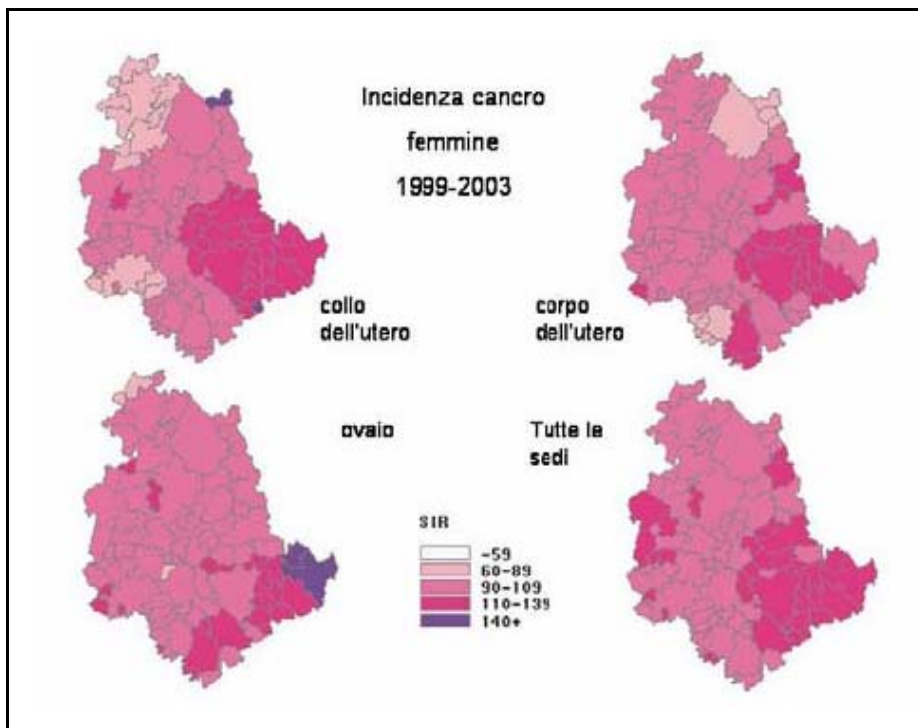 Incidenza cancro
femmine
1999-2003
collo
dell'utero
corpo
dell'utero
ovaio
Tutte le
sedi
SIR
-59
60-89
90-109
110-139
140+